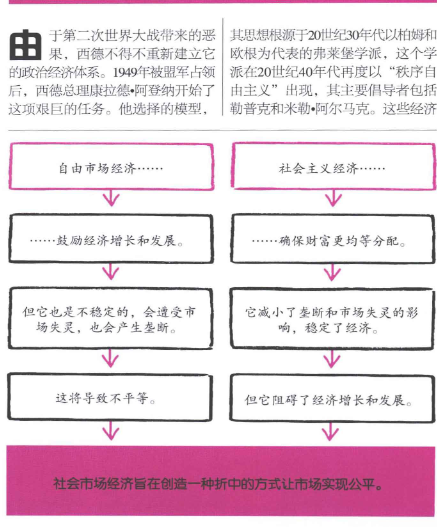 由于第二次世界大战带来的恶
果，西德不得不重新建立它
的政治经济体系。1949年被盟军占领
后，西德总理康拉德•阿登纳开始了
这项艰巨的任务。他选择的模型，
其思想根源于20世纪30年代以柏姆和
欧根为代表的弗莱堡学派，这个学
派在20世纪40年代再度以“秩序自
由主义”出现，其主要倡导者包括
勒普克和米勒•阿尔马克。这些经济
自由市场经济……
……鼓励经济增长和发展。
但它也是不稳定的，会遭受市
场失灵，也会产生垄断。
这将导致不平等。
社会主义经济……
……确保财富更均等分配。
它减小了垄断和市场失灵的影
响，稳定了经济。
但它阻碍了经济增长和发展。
社会市场经济旨在创造一种折中的方式让市场实现公平。